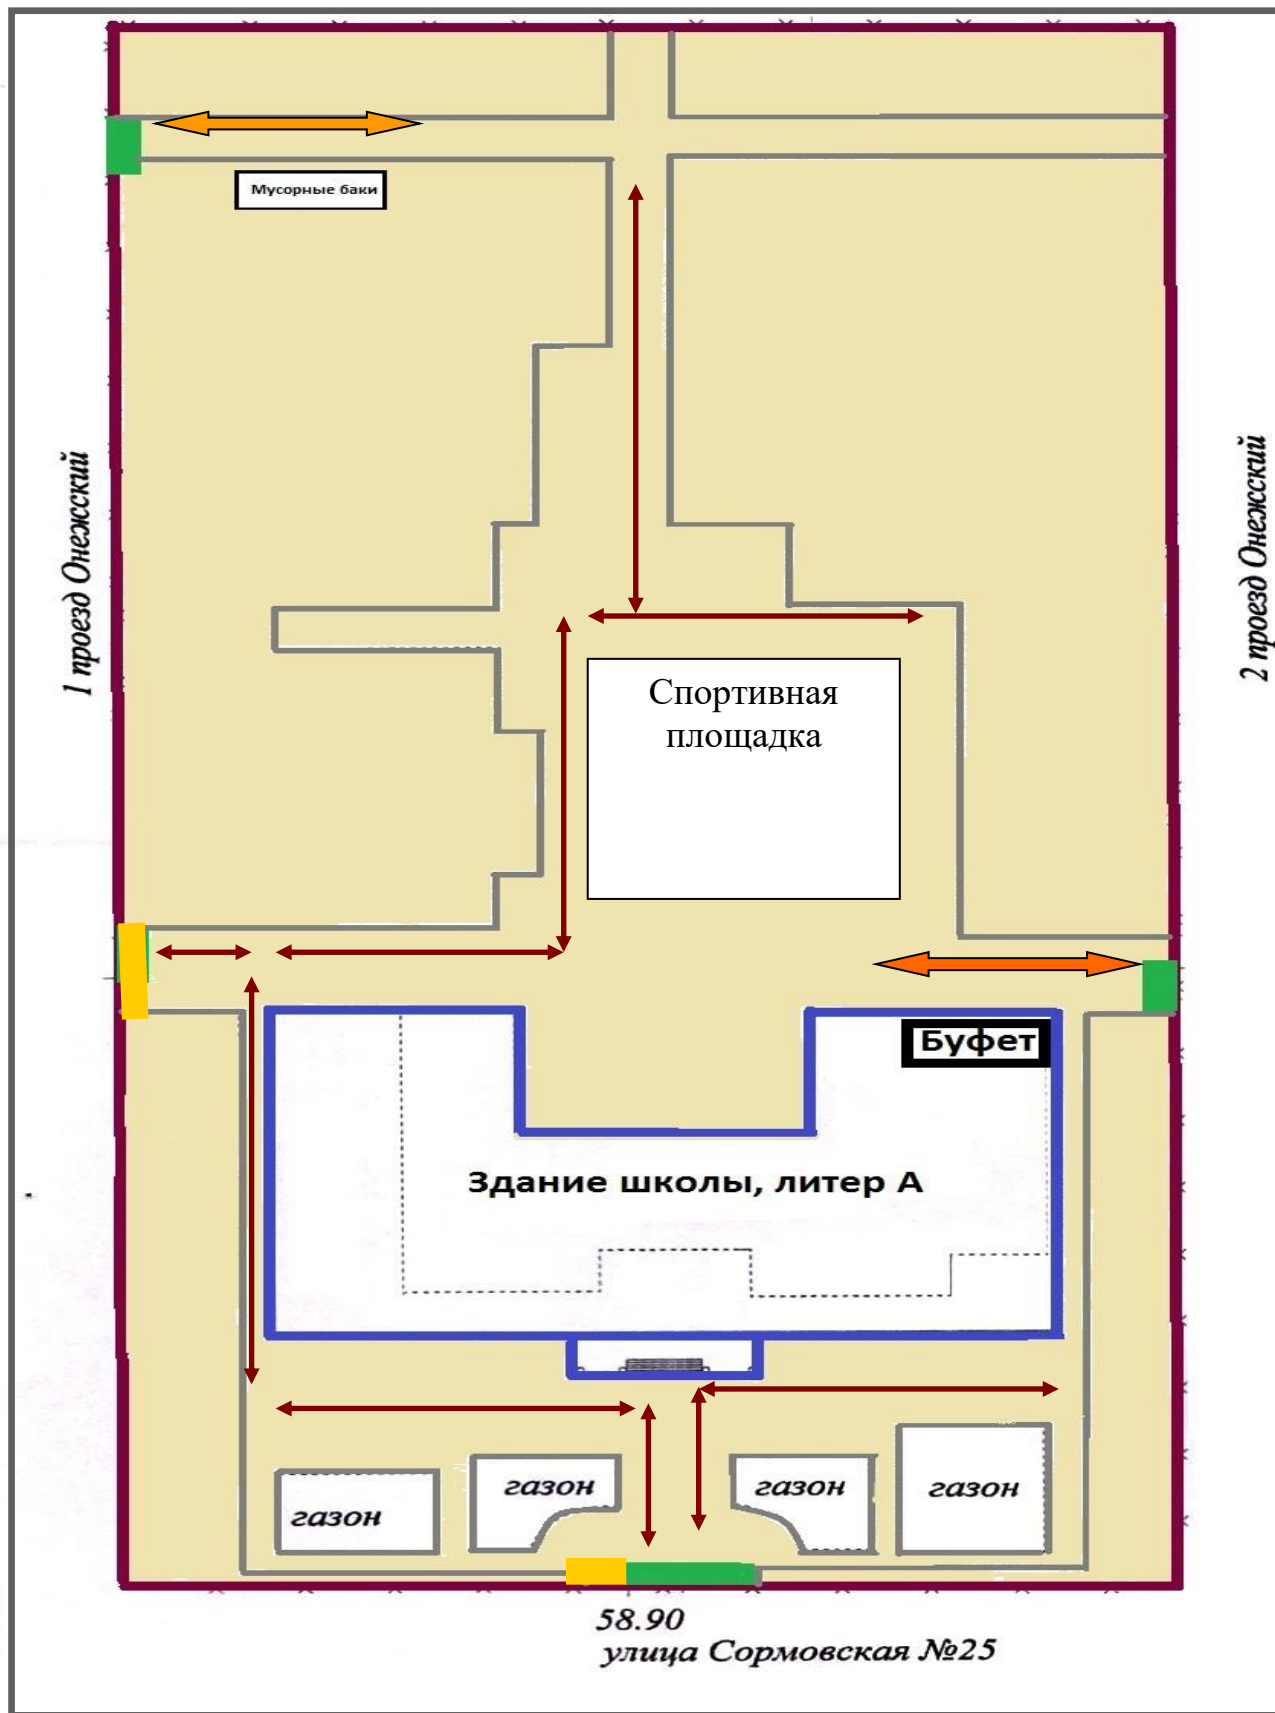 Мусорные баки
1 проезд Онежский
2 проезд Онежский
Спортивная
площадка
Буфет
Здание школы, литер А
газон
газон
газон
газон
58.90
улица Сормовская №25